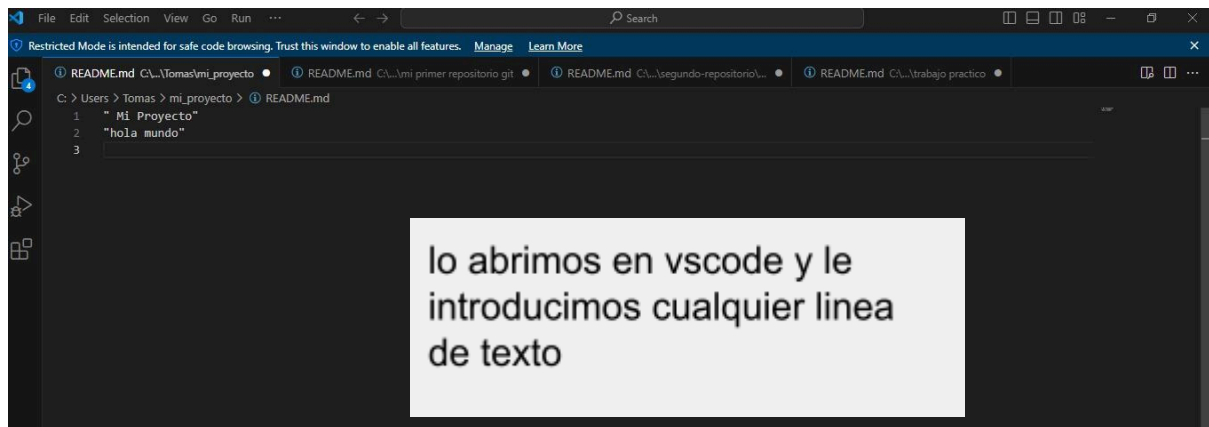 File Edit Selection View Go Run ··· ← → Search
Restricted Mode is intended for safe code browsing. Trust this window to enable all features. Manage Learn More
README.md C:\...\Tomas\mi_proyecto ● README.md C:\...\mi primer repositorio git ● README.md C:\...\segundo-repositorio\... ● README.md C:\...\trabajo practico ●
C: > Users > Tomas > mi_proyecto > README.md
1 " Mi Proyecto"
2 "hola mundo"
3
4
lo abrimos en vscode y le
introducimos cualquier linea
de texto